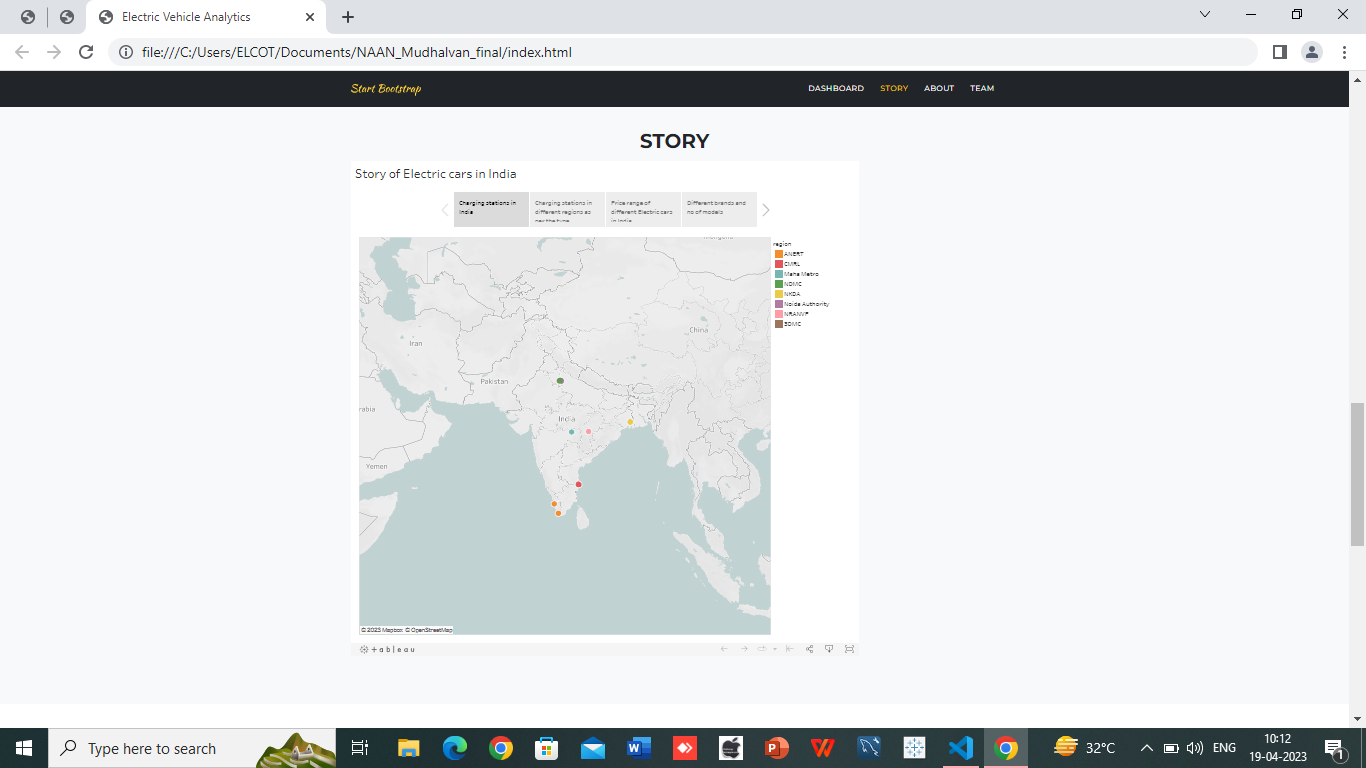 Electric Vehicle Analytics
file:///C:/Users/ELCOT/Documents/NAAN_Mudhalvan_final/index.html
Start Bootstrap
DASHBOARD
STORY
ABOUT
TEAM
STORY
Story of Electric cars in India
Charging stations in
India
Charging stations in
different regions as
per the type
Price range of
different Electric cars
in India
Different brands and
no of models
region
ANERT
CMRL
Maha Metro
NDMC
NKDA
Noida Authority
NRANVP
SDMC
Mongolia
China
Iran
Pakistan
India
rabia
Yemen
© 2023 Mapbox © OpenStreetMap
+ableau
Type here to search
32°C
ENG
10:12
19-04-2023
1